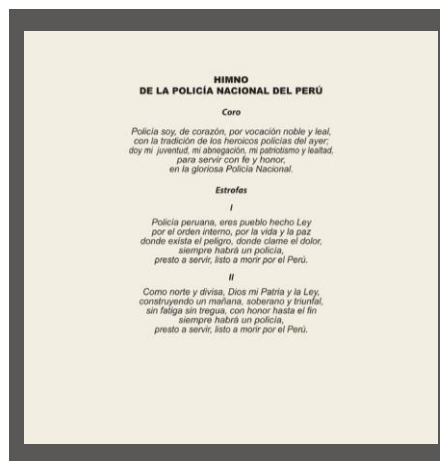 HIMNO
DE LA POLICÍA NACIONAL DEL PERÚ
Coro
Policía soy, de corazón, por vocación noble y leal,
con la tradición de los heroicos policías del ayer;
doy mi juventud, mi abnegación, mi patriotismo y lealtad,
para servir con fe y honor,
en la gloriosa Policía Nacional.
Estrofas
I
Policía peruana, eres pueblo hecho Ley
por el orden interno, por la vida y la paz
donde exista el peligro, donde clame el dolor,
siempre habrá un policía,
presto a servir, listo a morir por el Perú.
II
Como norte y divisa, Dios mi Patria y la Ley,
construyendo un mañana, soberano y triunfal,
sin fatiga sin tregua, con honor hasta el fin
siempre habrá un policía,
presto a servir, listo a morir por el Perú.